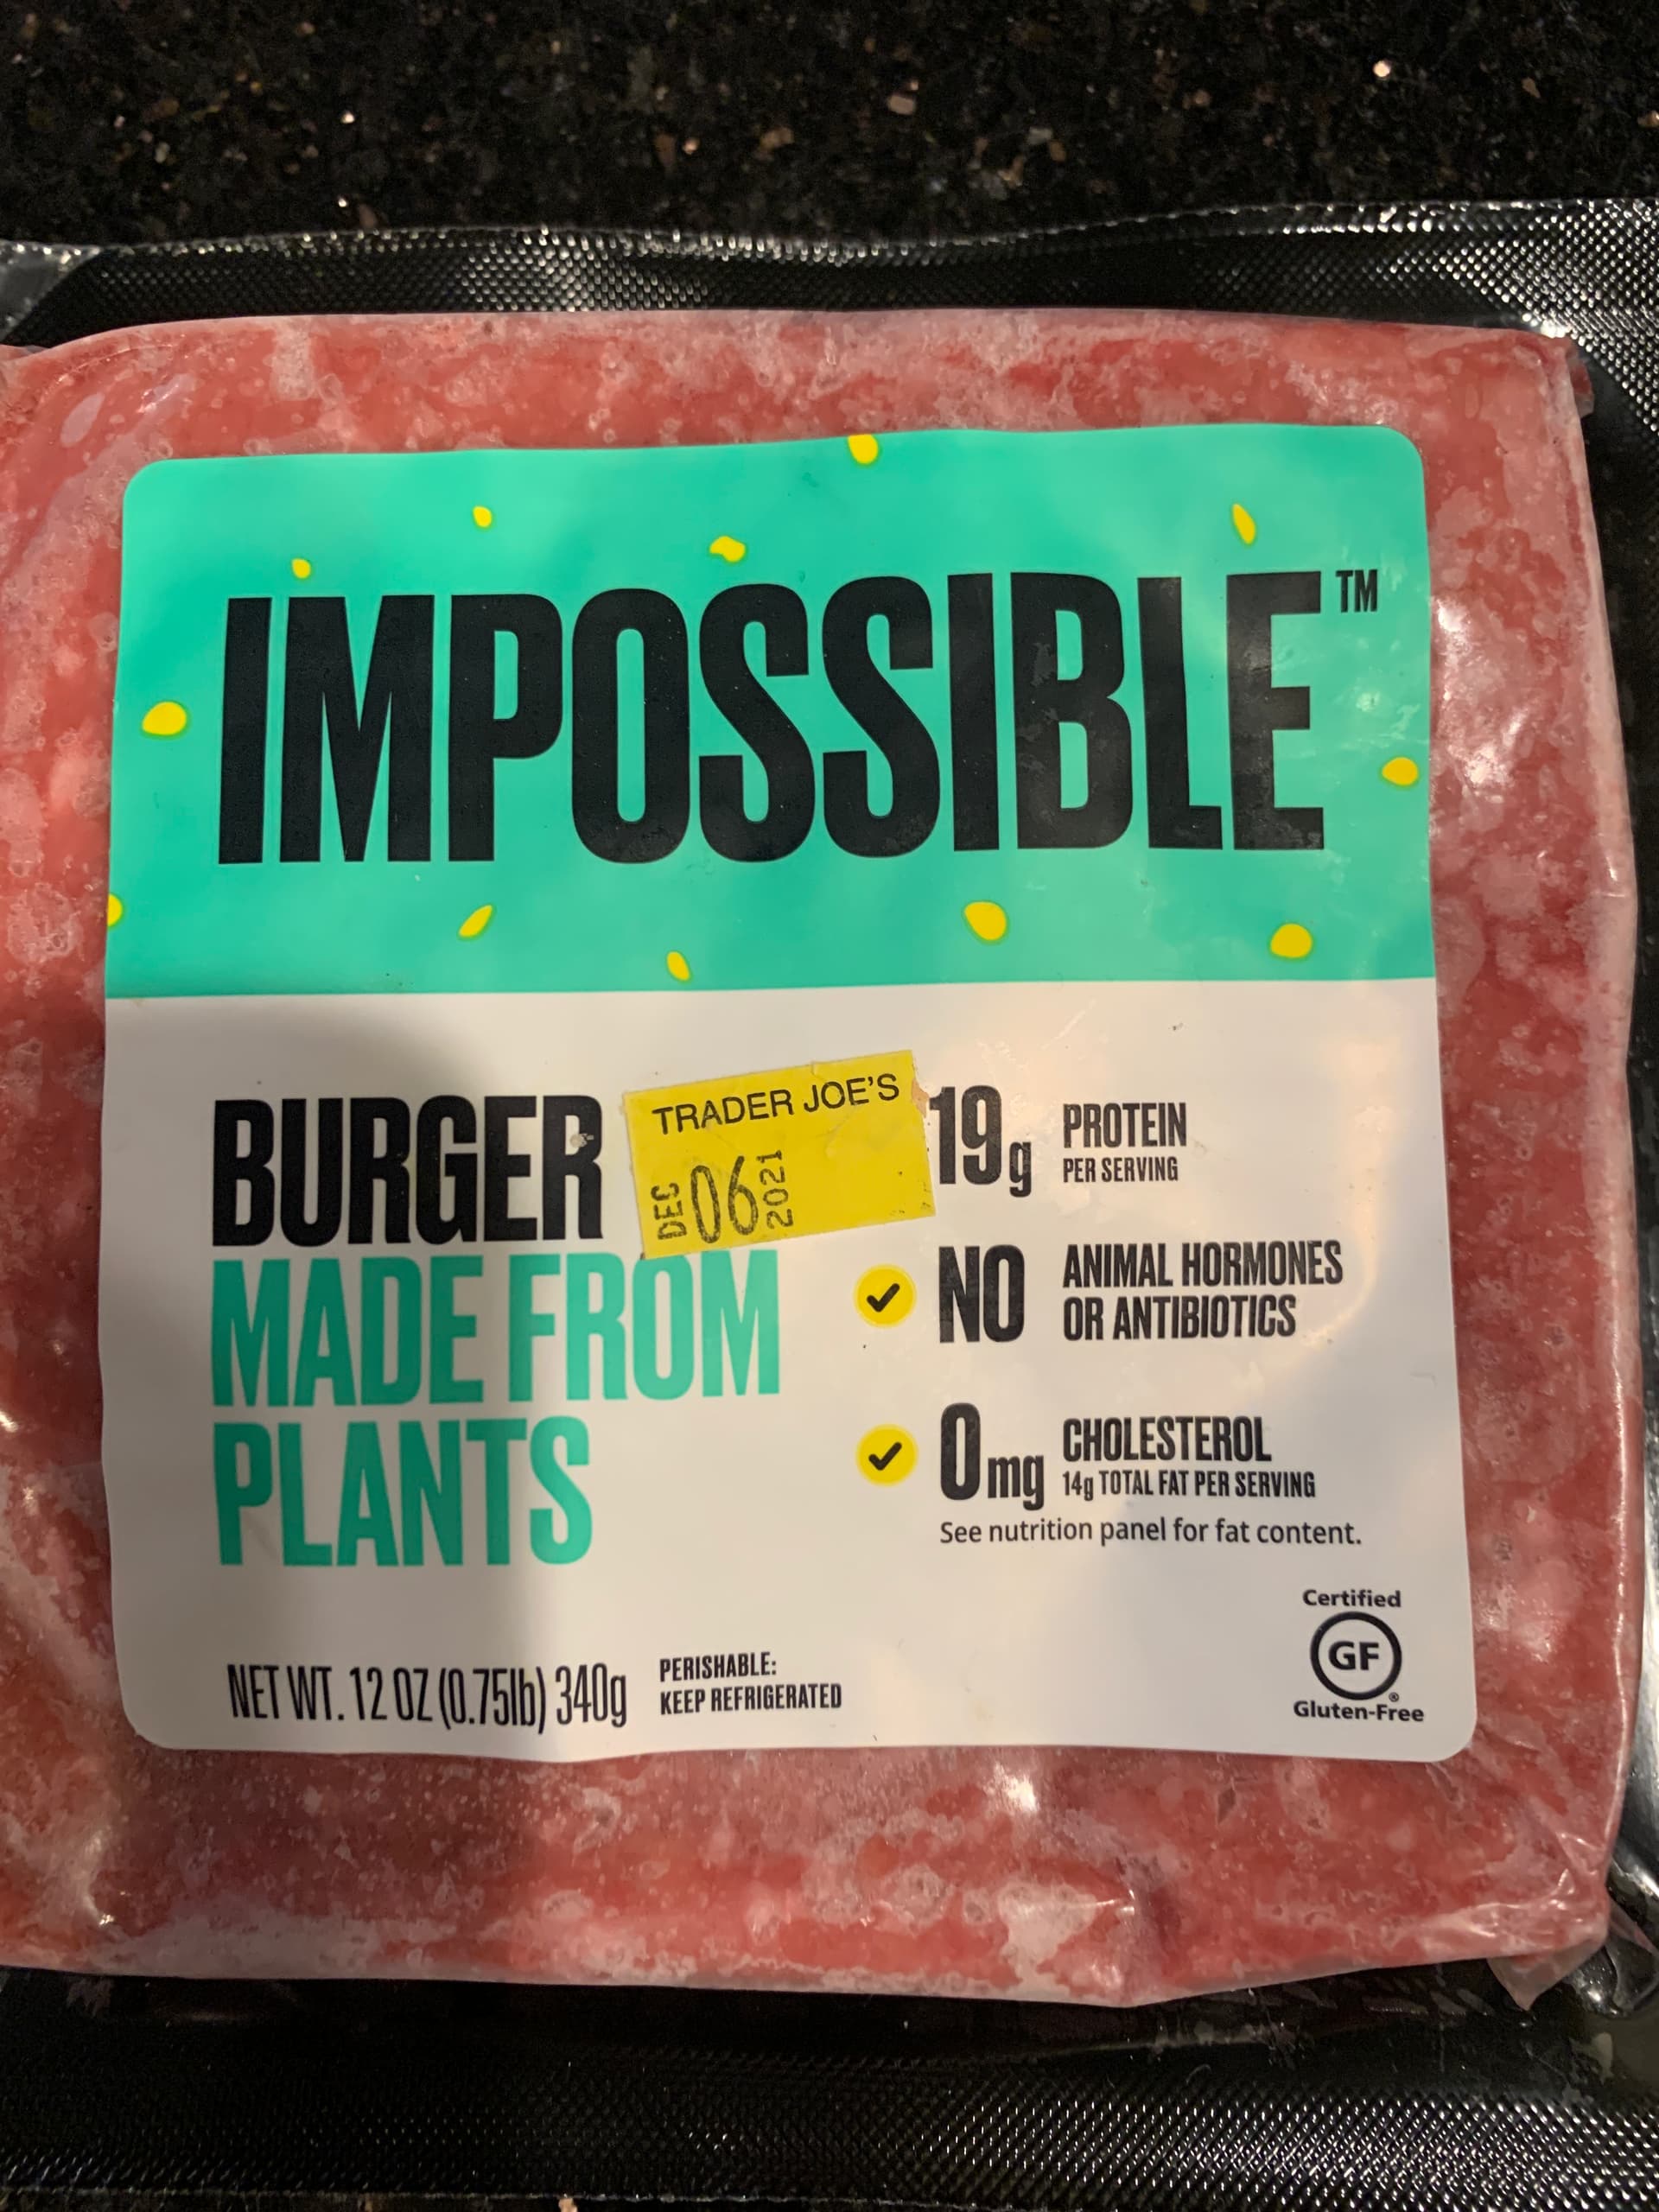 IMPOSSIBLE™
BURGER
MADE FROM
PLANTS
TRADER JOE'S
DEC 06 2021
19g PROTEIN
PER SERVING
NO ANIMAL HORMONES
OR ANTIBIOTICS
0mg CHOLESTEROL
14g TOTAL FAT PER SERVING
See nutrition panel for fat content.
NET WT. 12 OZ (0.75lb) 340g
PERISHABLE:
KEEP REFRIGERATED
Certified
GF
®
Gluten-Free